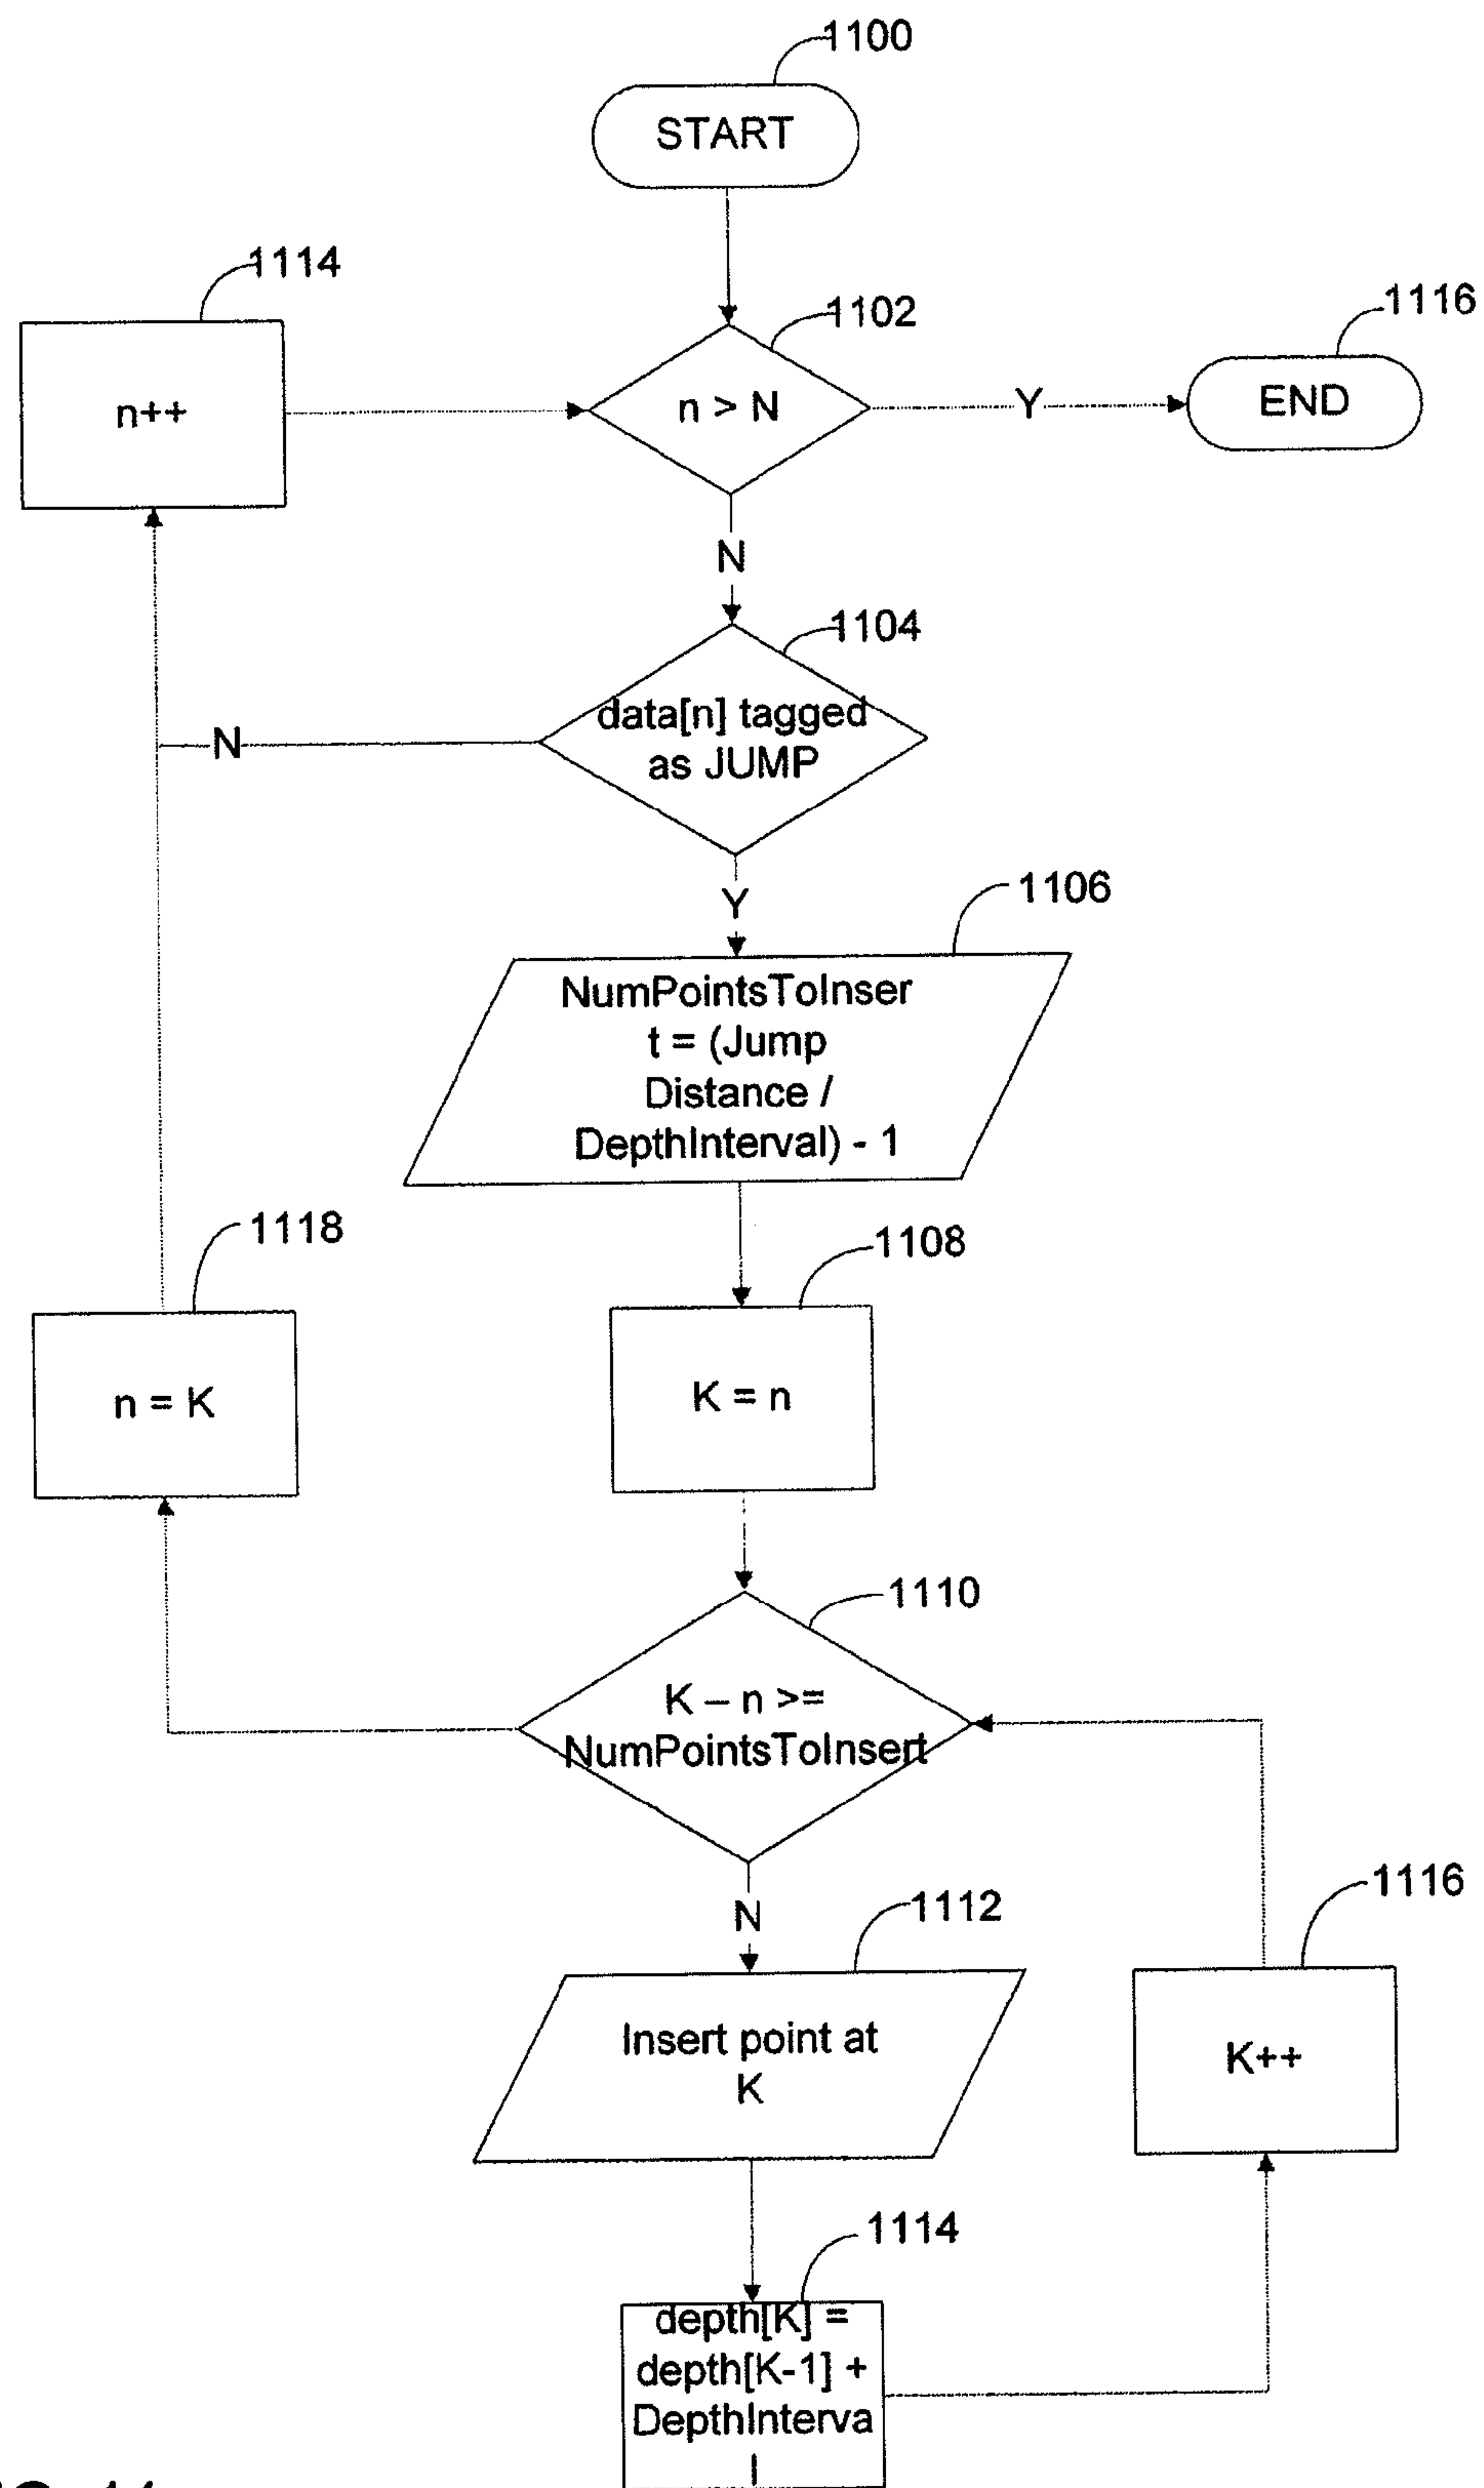 1100
START
1114
1102
1116
n++
n > N
Y
END
N
1104
data[n] tagged
as JUMP
N
Y
1106
NumPointsToInser
t = (Jump
Distance /
DepthInterval) - 1
1118
1108
n = K
K = n
1110
K – n >=
NumPointsToInsert
N
1112
1116
Insert point at
K
K++
1114
depth[K] =
depth[K-1] +
DepthInterva
l